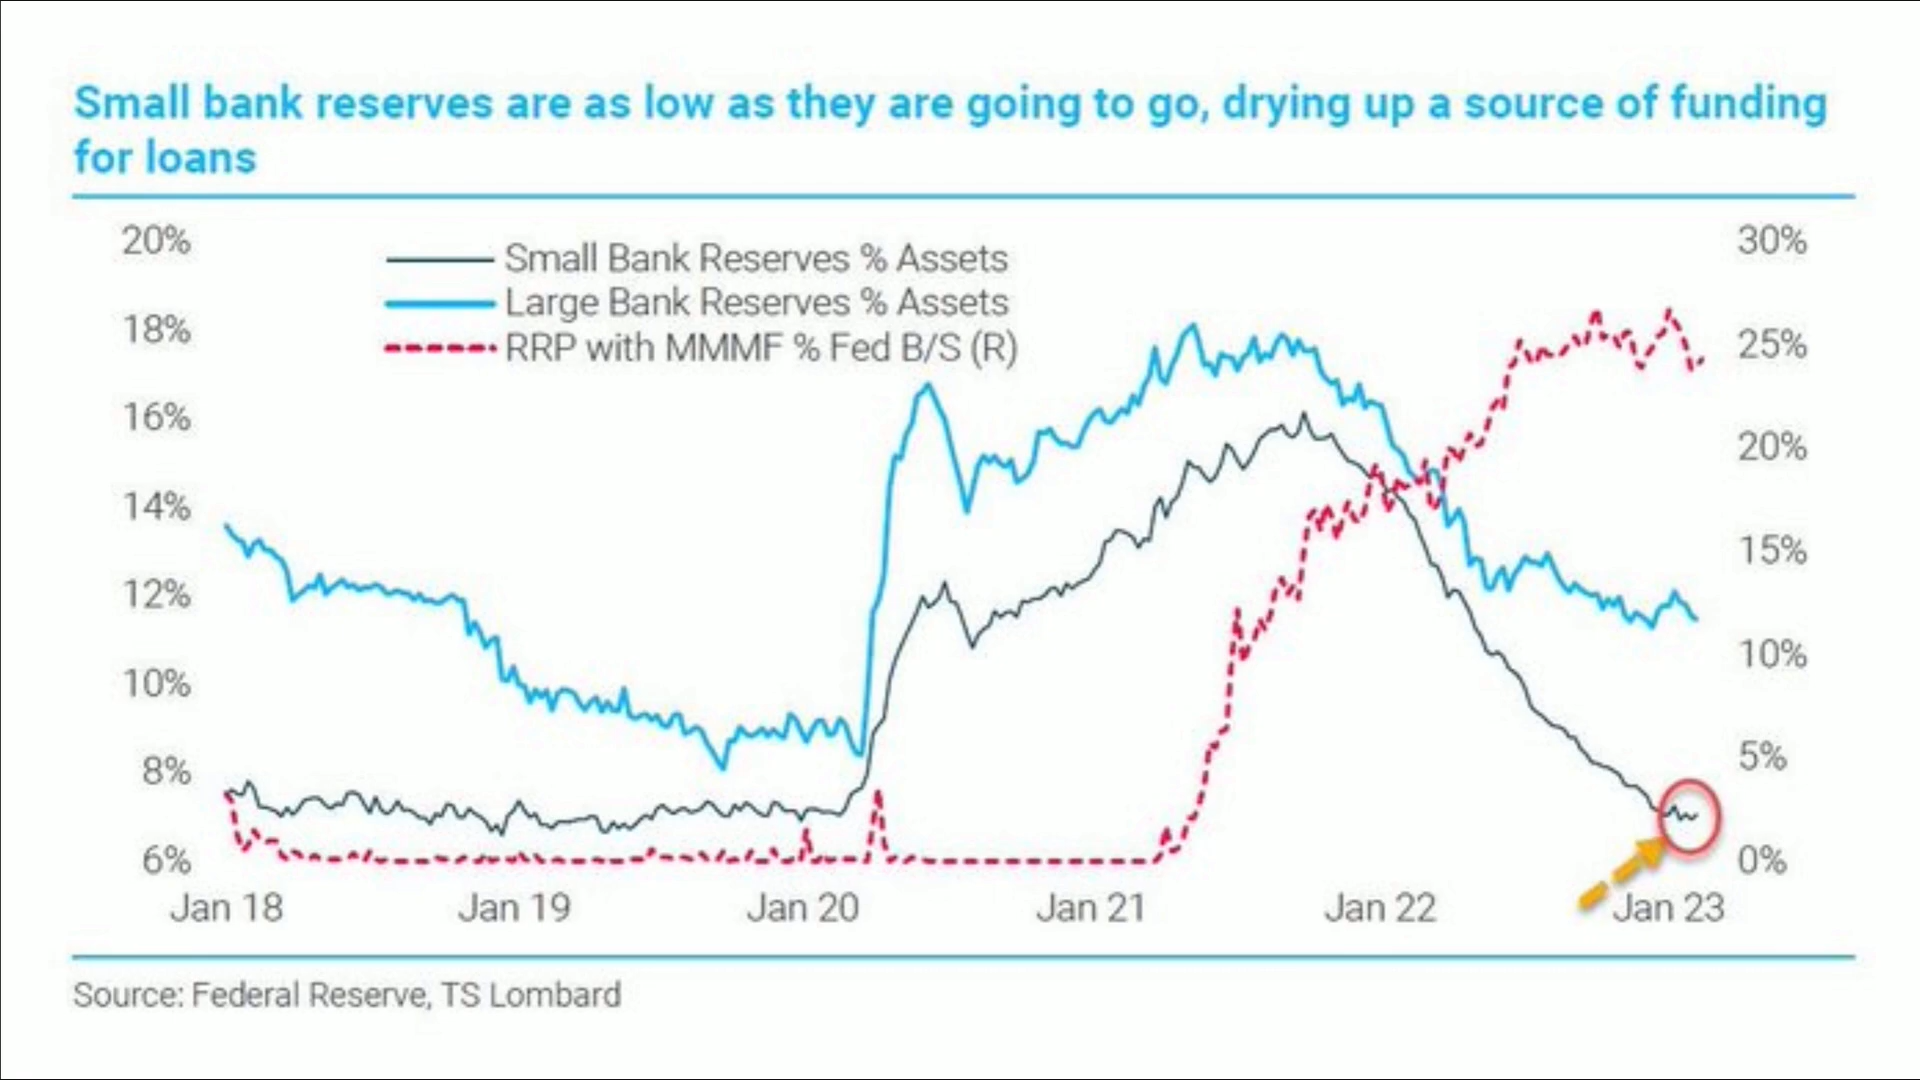 Small bank reserves are as low as they are going to go, drying up a source of funding
for loans
20%
18%
16%
14%
12%
10%
8%
6%
Small Bank Reserves % Assets
Large Bank Reserves % Assets
RRP with MMMF % Fed B/S (R)
30%
25%
20%
15%
10%
5%
0%
Jan 18 Jan 19 Jan 20 Jan 21 Jan 22 Jan 23
Source: Federal Reserve, TS Lombard